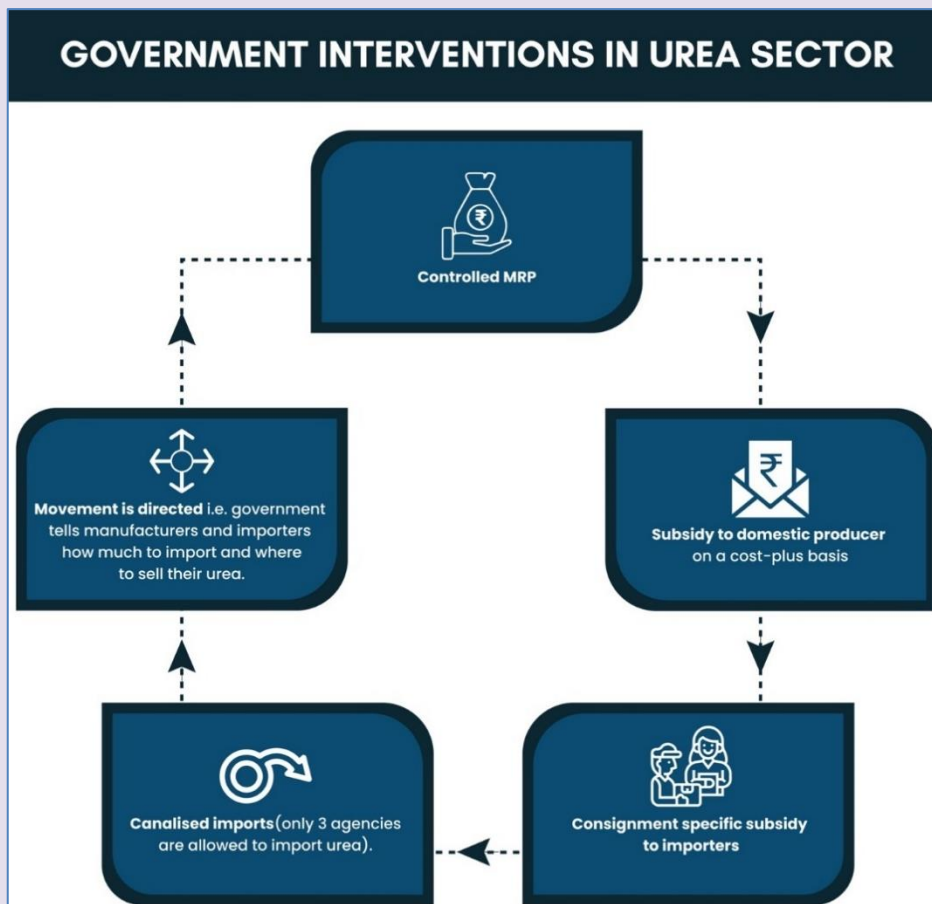 GOVERNMENT INTERVENTIONS IN UREA SECTOR
₹
Controlled MRP
₹
Subsidy to domestic producer
on a cost-plus basis
Consignment specific subsidy
to importers
Canalised imports(only 3 agencies
are allowed to import urea).
Movement is directed i.e. government
tells manufacturers and importers
how much to import and where
to sell their urea.